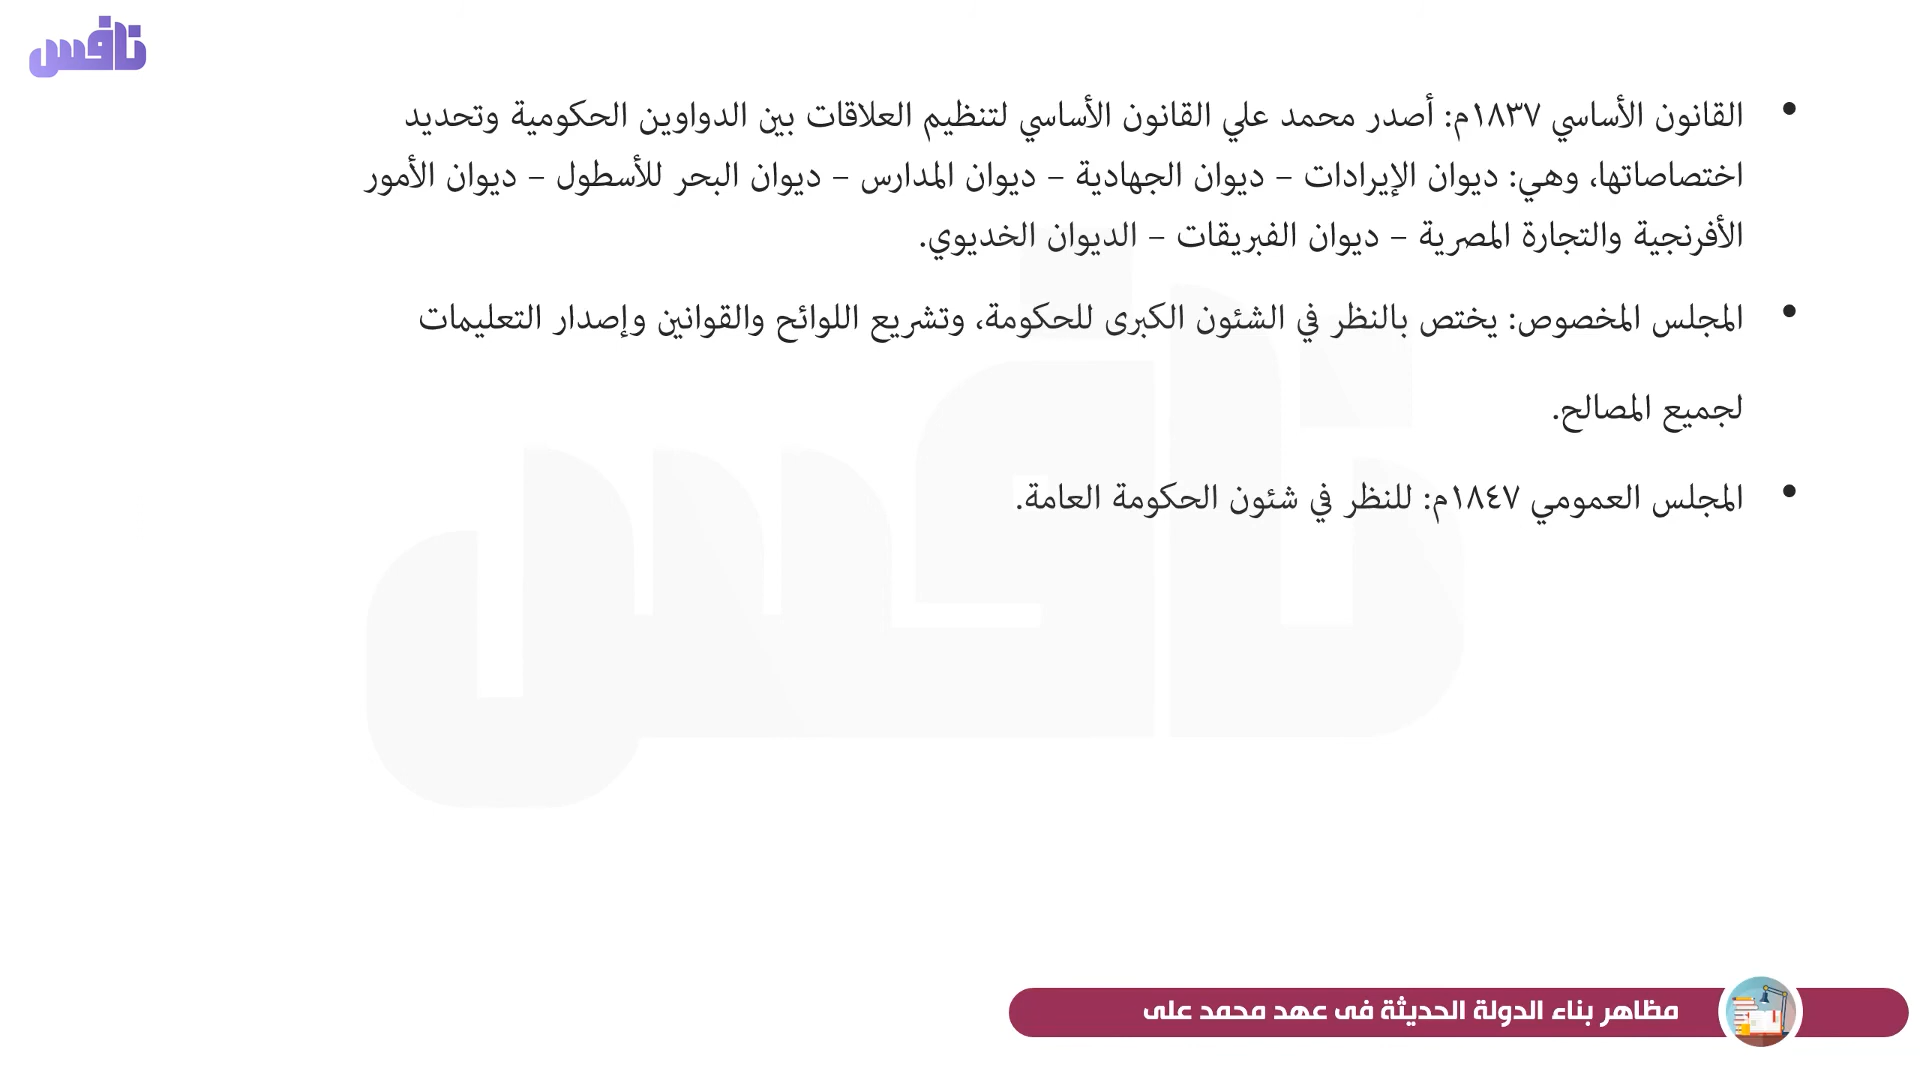 نافس
• القانون الأساسي ١٨٣٧م: أصدر محمد علي القانون الأساسي لتنظيم العلاقات بين الدواوين الحكومية وتحديد
اختصاصاتها، وهي: ديوان الإيرادات – ديوان الجهادية – ديوان المدارس – ديوان البحر للأسطول – ديوان الأمور
الأفرنجية والتجارة المصرية – ديوان الفبريقات – الديوان الخديوي.
• المجلس المخصوص: يختص بالنظر في الشئون الكبرى للحكومة، وتشريع اللوائح والقوانين وإصدار التعليمات
لجميع المصالح.
• المجلس العمومي ١٨٤٧م: للنظر في شئون الحكومة العامة.
نافس
مظاهر بناء الدولة الحديثة فى عهد محمد على